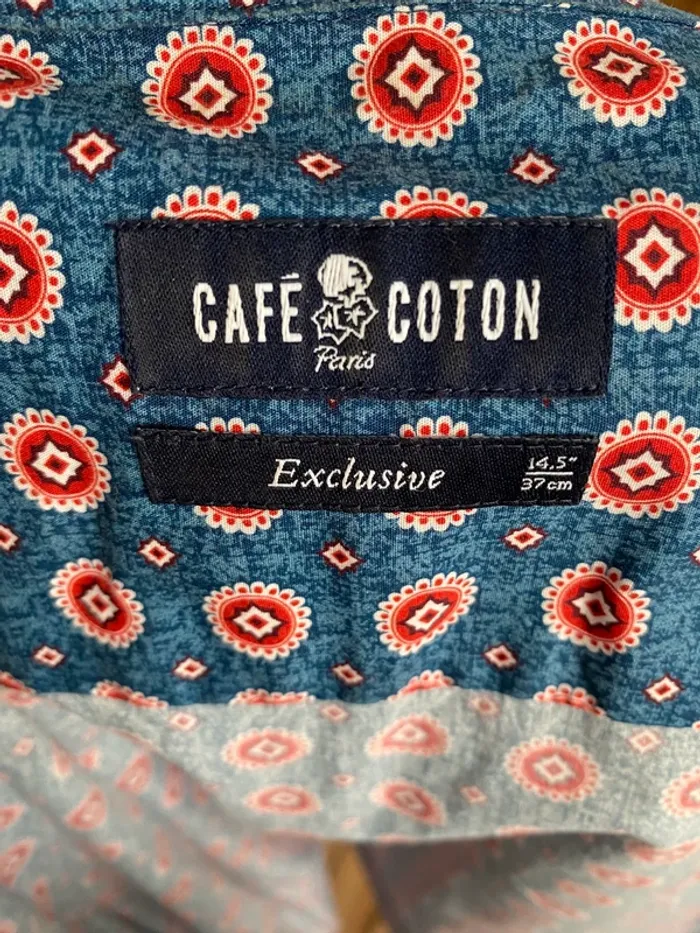 CAFÉ COTON
Paris
Exclusive
14.5"
37cm